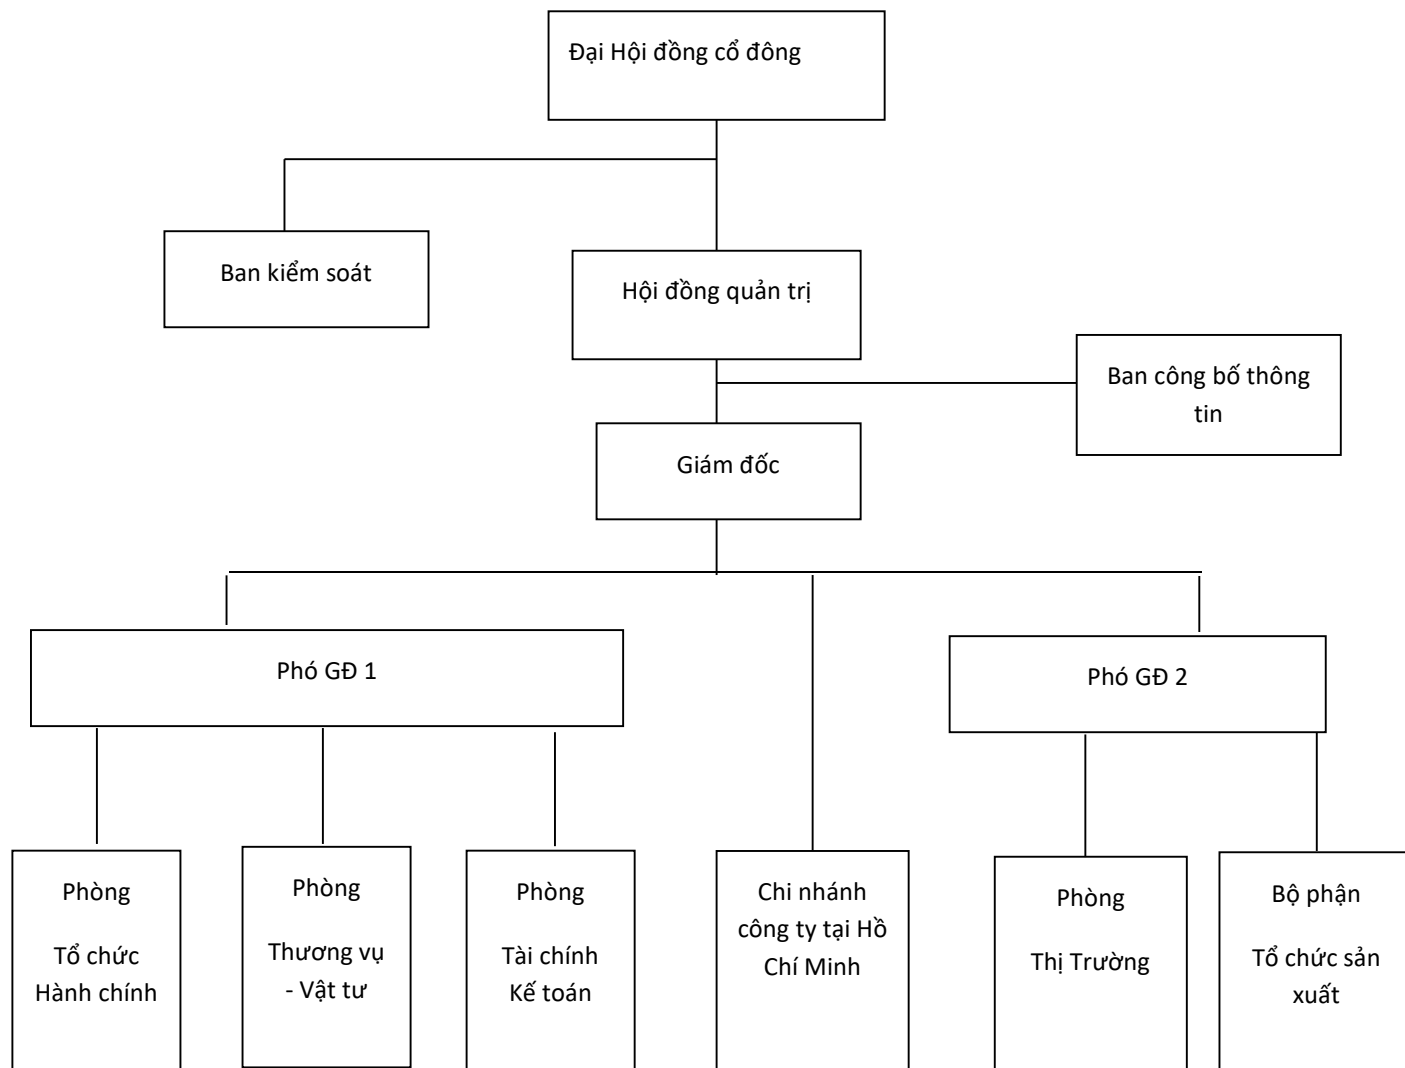 Đại Hội đồng cổ đông
Ban kiểm soát
Hội đồng quản trị
Ban công bố thông
tin
Giám đốc
Phó GĐ 1
Phó GĐ 2
Phòng
Tổ chức
Hành chính
Phòng
Thương vụ
- Vật tư
Phòng
Tài chính
Kế toán
Chi nhánh
công ty tại Hồ
Chí Minh
Phòng
Thị Trường
Bộ phận
Tổ chức sản
xuất